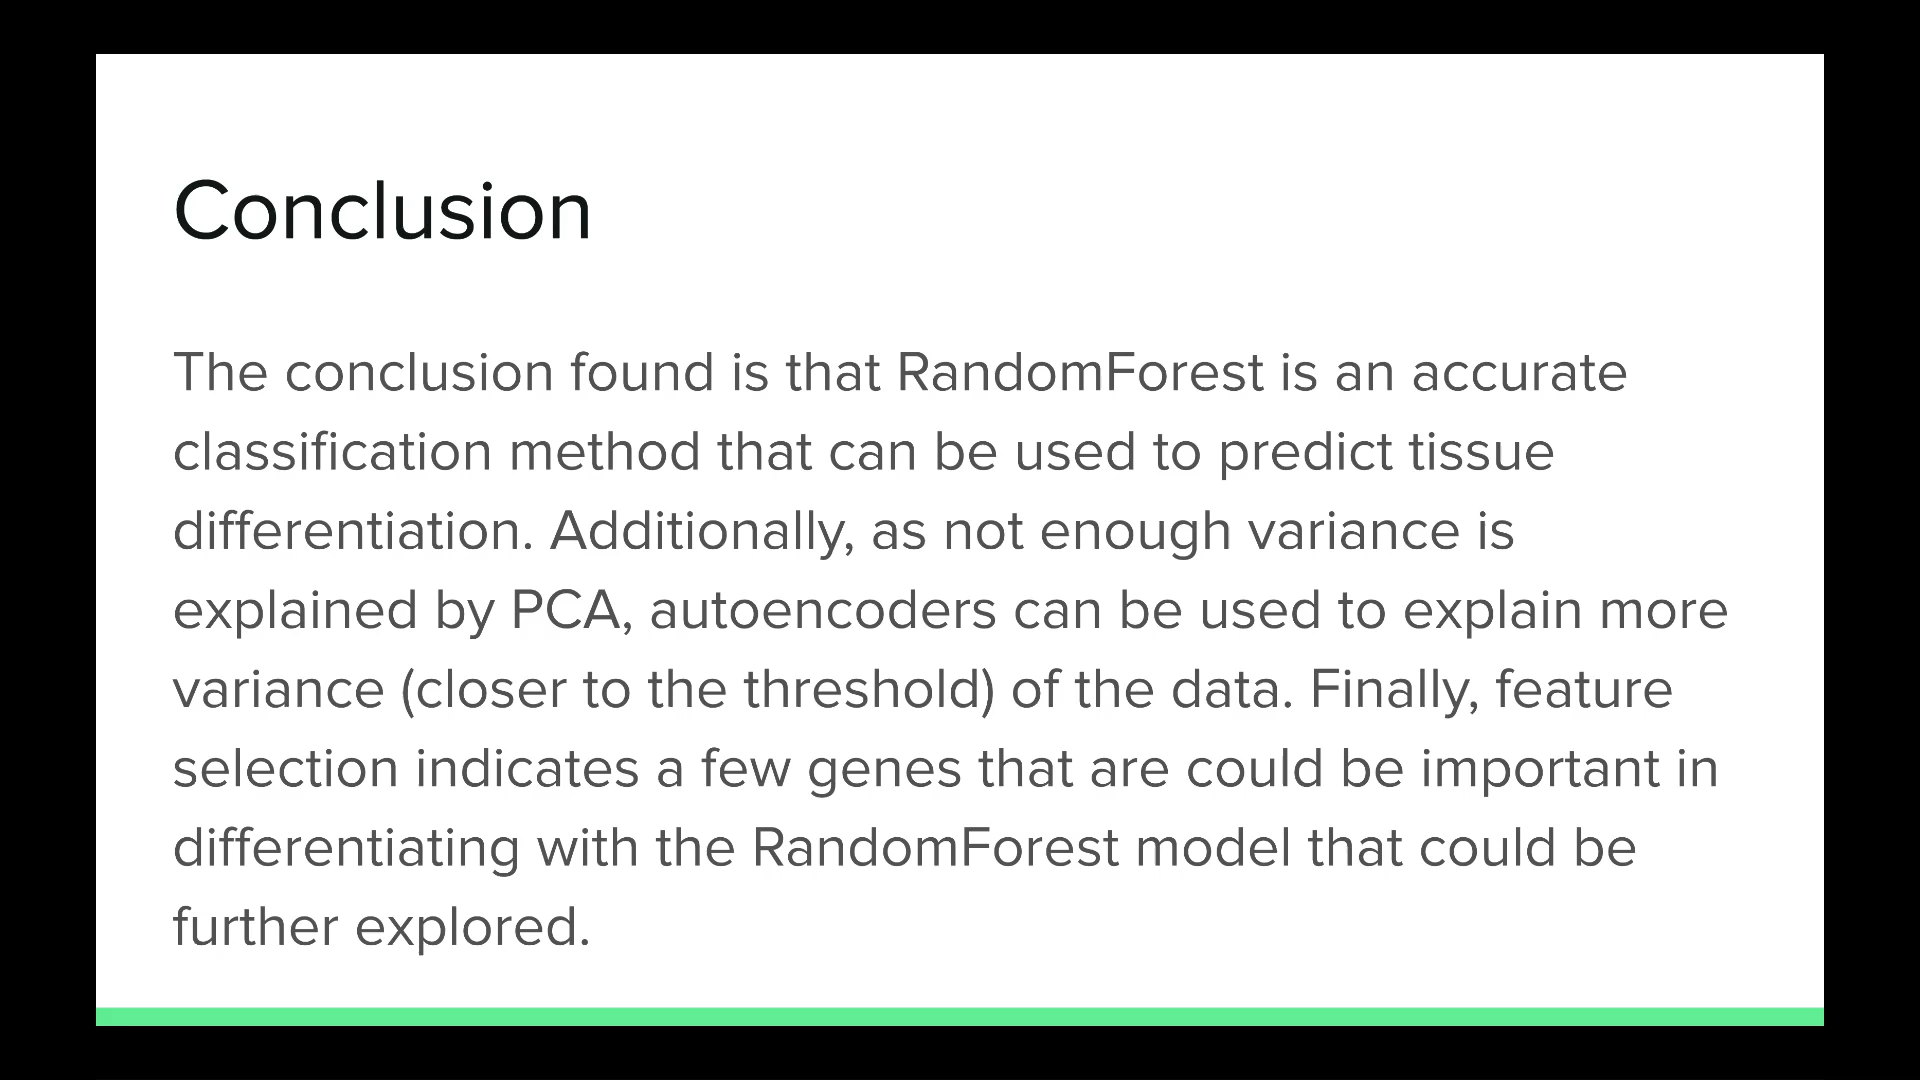 Conclusion
The conclusion found is that RandomForest is an accurate
classification method that can be used to predict tissue
differentiation. Additionally, as not enough variance is
explained by PCA, autoencoders can be used to explain more
variance (closer to the threshold) of the data. Finally, feature
selection indicates a few genes that are could be important in
differentiating with the RandomForest model that could be
further explored.